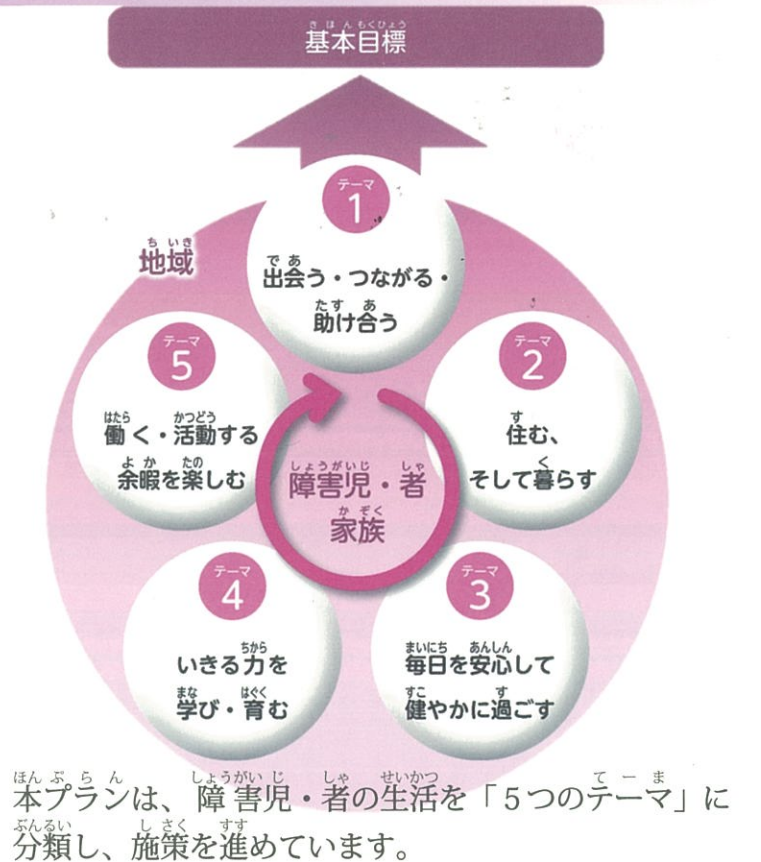 基本目標
テーマ
1
出会う・つながる・
助け合う
地域
テーマ
5
働く・活動する
余暇を楽しむ
テーマ
2
住む、
そして暮らす
障害児・者
家族
テーマ
4
いきる力を
学び・育む
テーマ
3
毎日を安心して
健やかに過ごす
本プランは、障害児・者の生活を「5つのテーマ」に
分類し、施策を進めています。